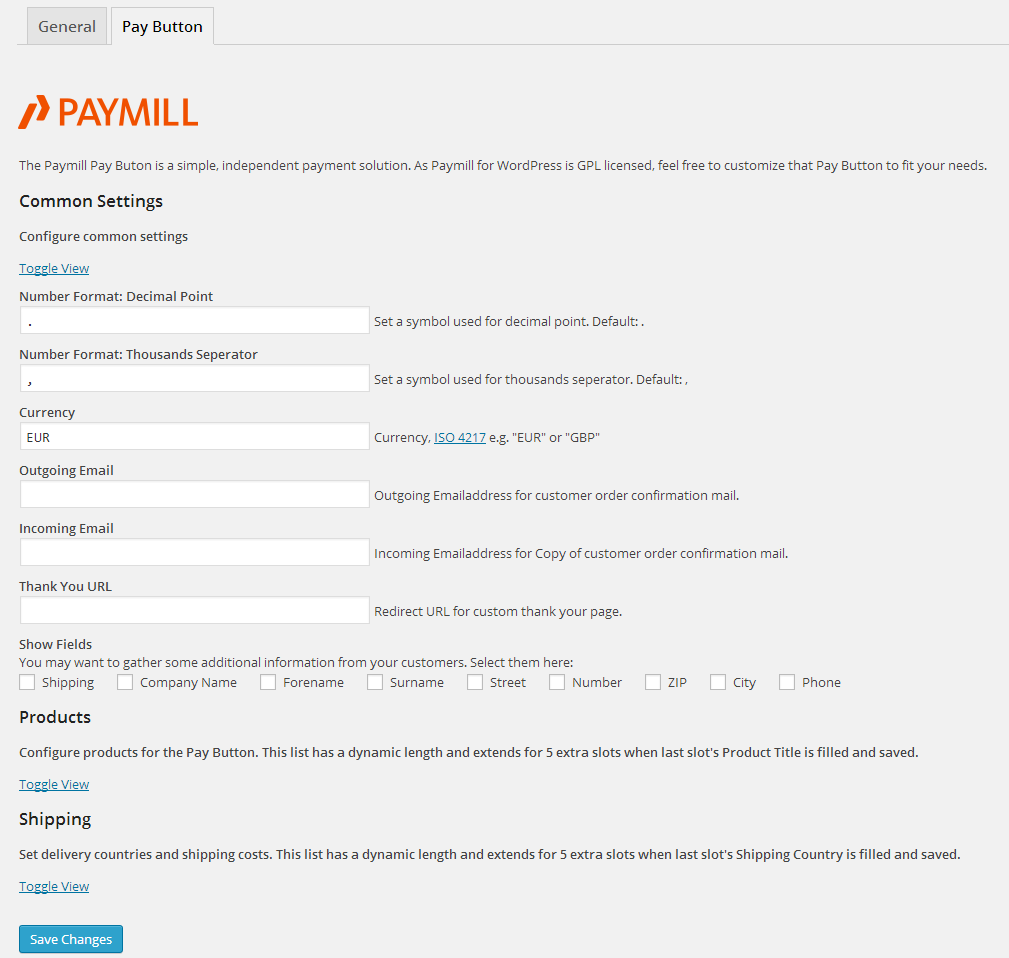 General Pay Button
PAYMILL
The Paymill Pay Buton is a simple, independent payment solution. As Paymill for WordPress is GPL licensed, feel free to customize that Pay Button to fit your needs.
Common Settings
Configure common settings
Toggle View
Number Format: Decimal Point
. Set a symbol used for decimal point. Default: .
Number Format: Thousands Seperator
, Set a symbol used for thousands seperator. Default: ,
Currency
EUR Currency, ISO 4217 e.g. "EUR" or "GBP"
Outgoing Email
Outgoing Emailaddress for customer order confirmation mail.
Incoming Email
Incoming Emailaddress for Copy of customer order confirmation mail.
Thank You URL
Redirect URL for custom thank your page.
Show Fields
You may want to gather some additional information from your customers. Select them here:
Shipping Company Name Forename Surname Street Number ZIP City Phone
Products
Configure products for the Pay Button. This list has a dynamic length and extends for 5 extra slots when last slot's Product Title is filled and saved.
Toggle View
Shipping
Set delivery countries and shipping costs. This list has a dynamic length and extends for 5 extra slots when last slot's Shipping Country is filled and saved.
Toggle View
Save Changes